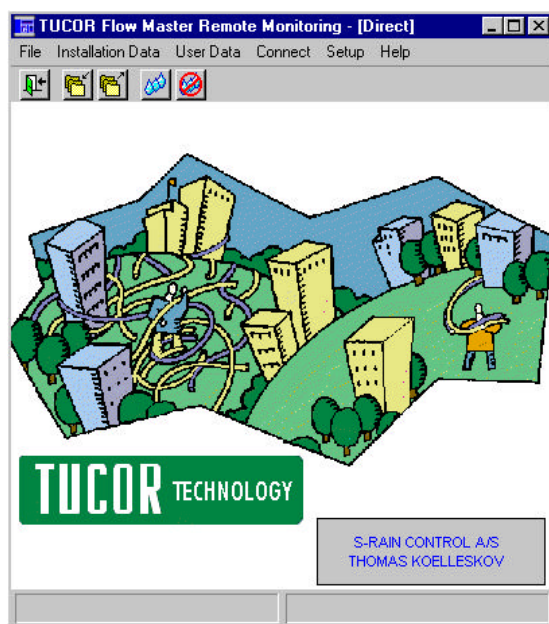 TUCOR Flow Master Remote Monitoring - [Direct]
File Installation Data User Data Connect Setup Help
TUCOR TECHNOLOGY
S-RAIN CONTROL A/S
THOMAS KOELLESKOV